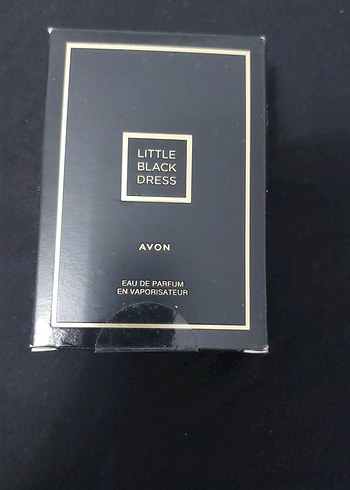 LITTLE
BLACK
DRESS
AVON
EAU DE PARFUM
EN VAPORISATEUR